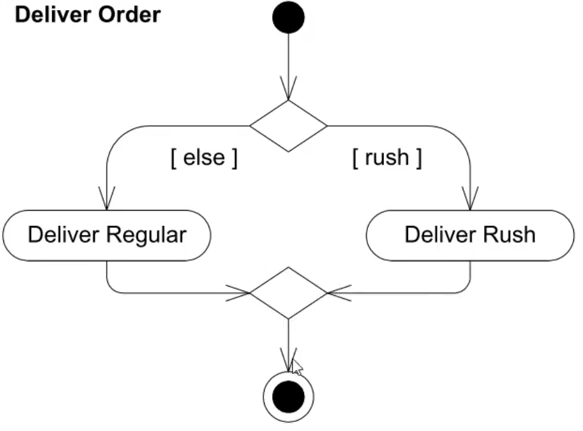 Deliver Order
[ else ]
[ rush ]
Deliver Regular
Deliver Rush